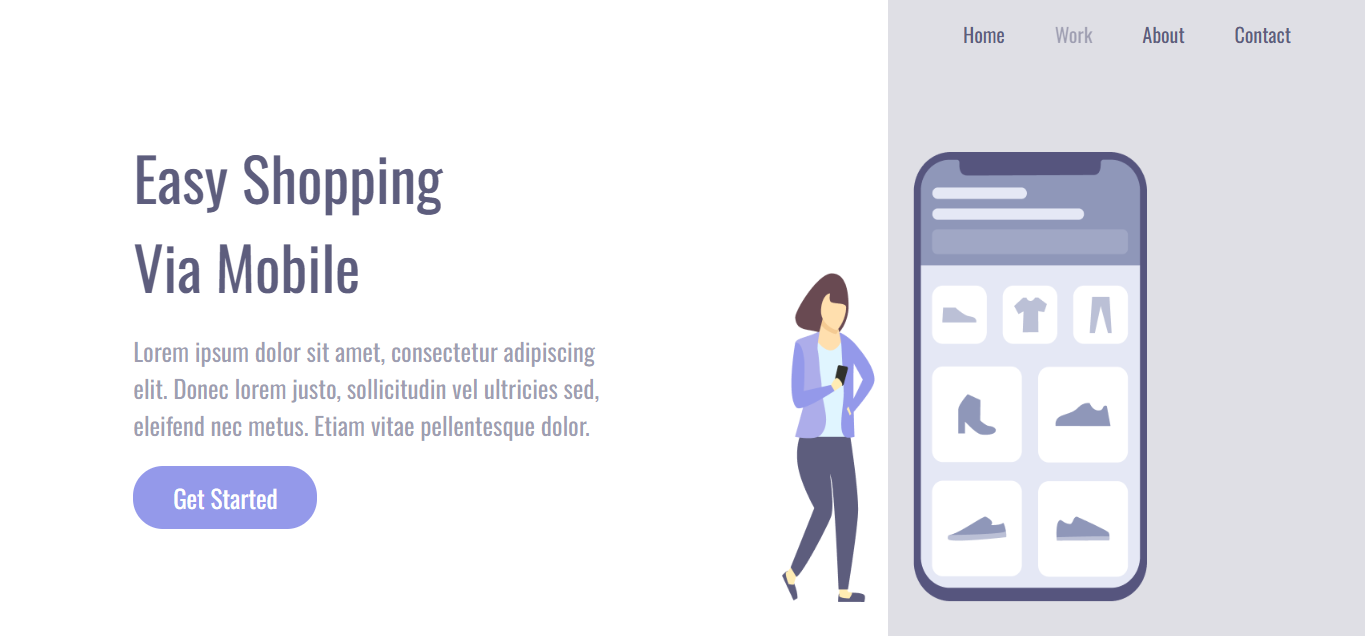 Home Work About Contact
Easy Shopping
Via Mobile
Lorem ipsum dolor sit amet, consectetur adipiscing
elit. Donec lorem justo, sollicitudin vel ultricies sed,
eleifend nec metus. Etiam vitae pellentesque dolor.
Get Started